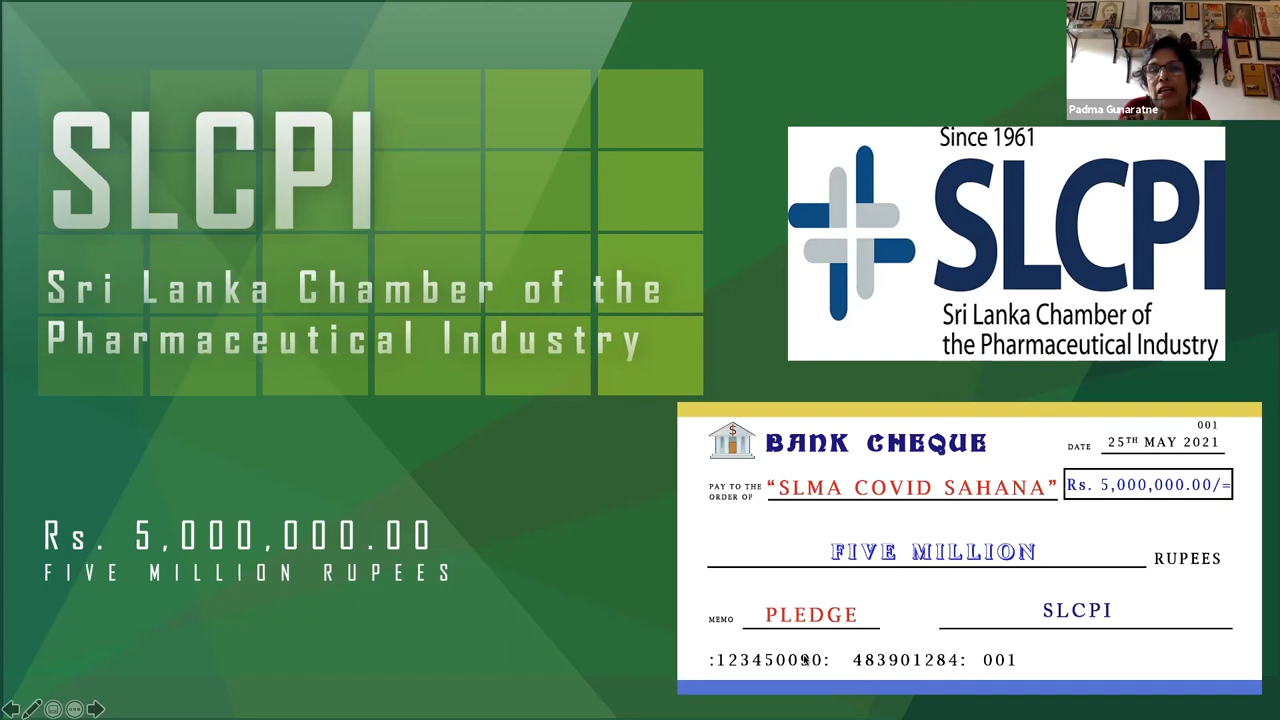 SLCPI
Sri Lanka Chamber of the
Pharmaceutical Industry
Rs. 5,000,000.00
FIVE MILLION RUPEES
Padma Gunaratne
Since 1961
SLCPI
Sri Lanka Chamber of
the Pharmaceutical Industry
001
BANK CHEQUE
DATE 25TH MAY 2021
PAY TO THE
ORDER OF "SLMA COVID SAHANA" Rs. 5,000,000.00/=
FIVE MILLION RUPEES
MEMO PLEDGE SLCPI
:123450090: 483901284: 001